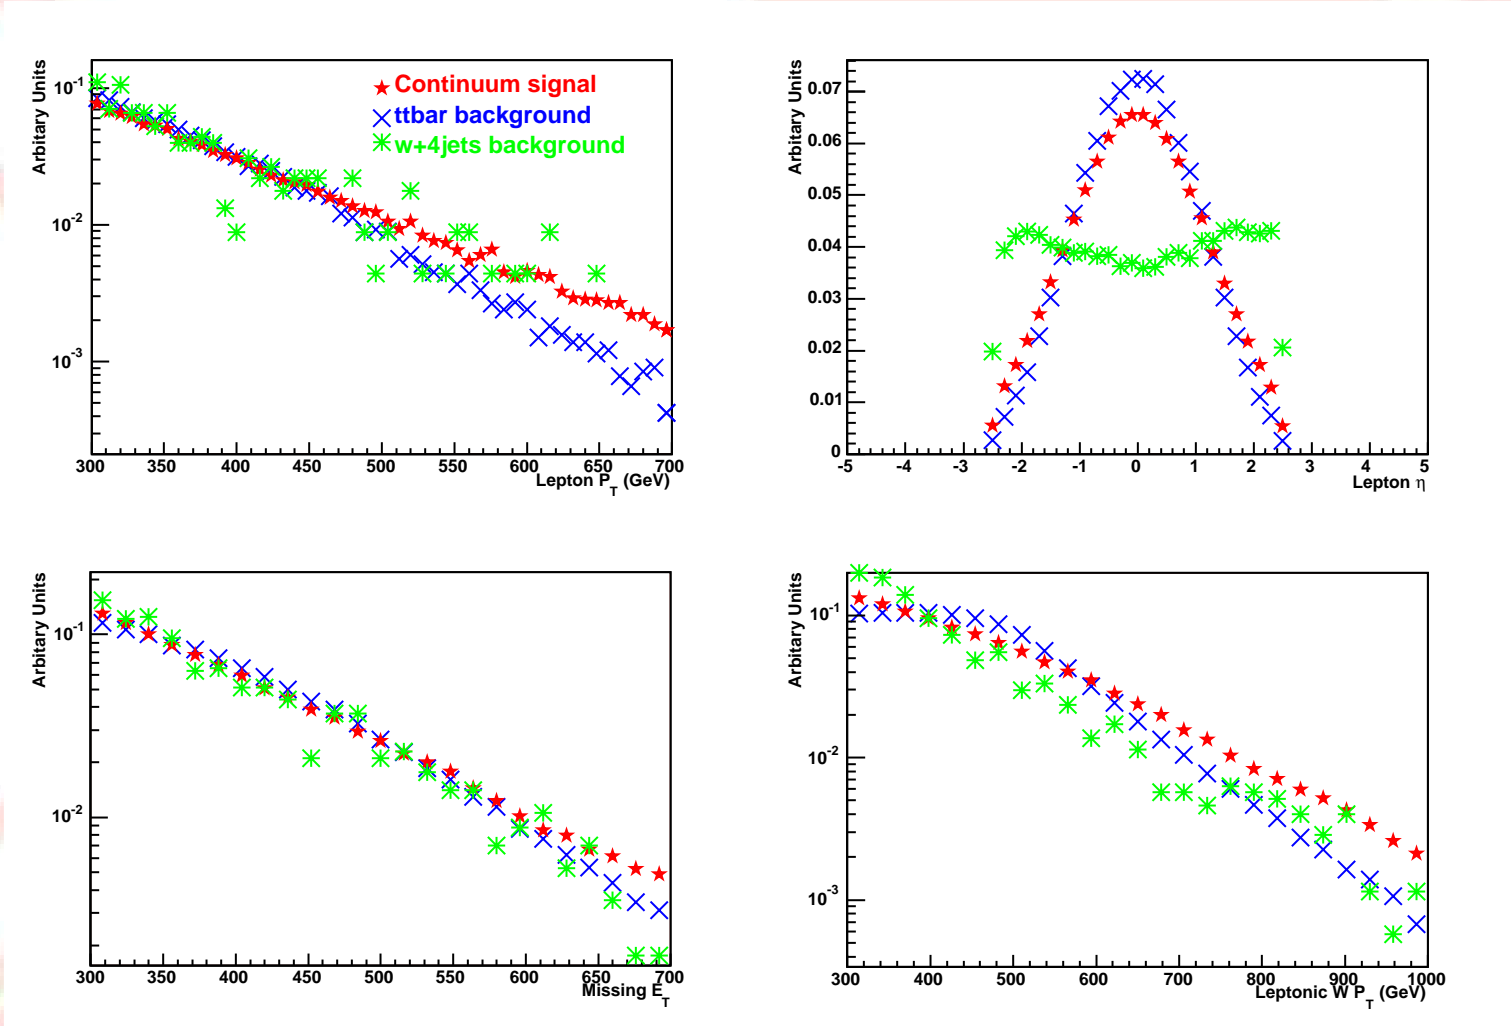 Arbitary Units
10-1
10-2
10-3
Continuum signal
ttbar background
w+4jets background
300 350 400 450 500 550 600 650 700
Lepton PT (GeV)
Arbitary Units
0.07
0.06
0.05
0.04
0.03
0.02
0.01
0
-5 -4 -3 -2 -1 0 1 2 3 4 5
Lepton η
Arbitary Units
10-1
10-2
300 350 400 450 500 550 600 650 700
Missing ET
Arbitary Units
10-1
10-2
10-3
300 400 500 600 700 800 900 1000
Leptonic W PT (GeV)